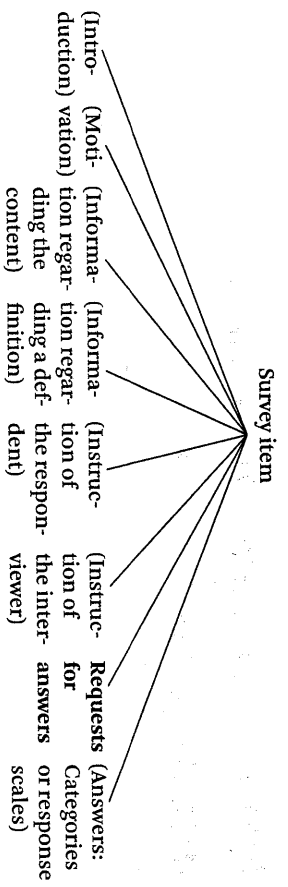 Survey item
(Intro-
duction)
(Moti-
vation)
(Informa-
tion regar-
ding the
content)
(Informa-
tion regar-
ding a def-
finition)
(Instruc-
tion of
the respon-
dent)
(Instruc-
tion of
the inter-
viewer)
Requests
for
answers
(Answers:
Categories
or response
scales)